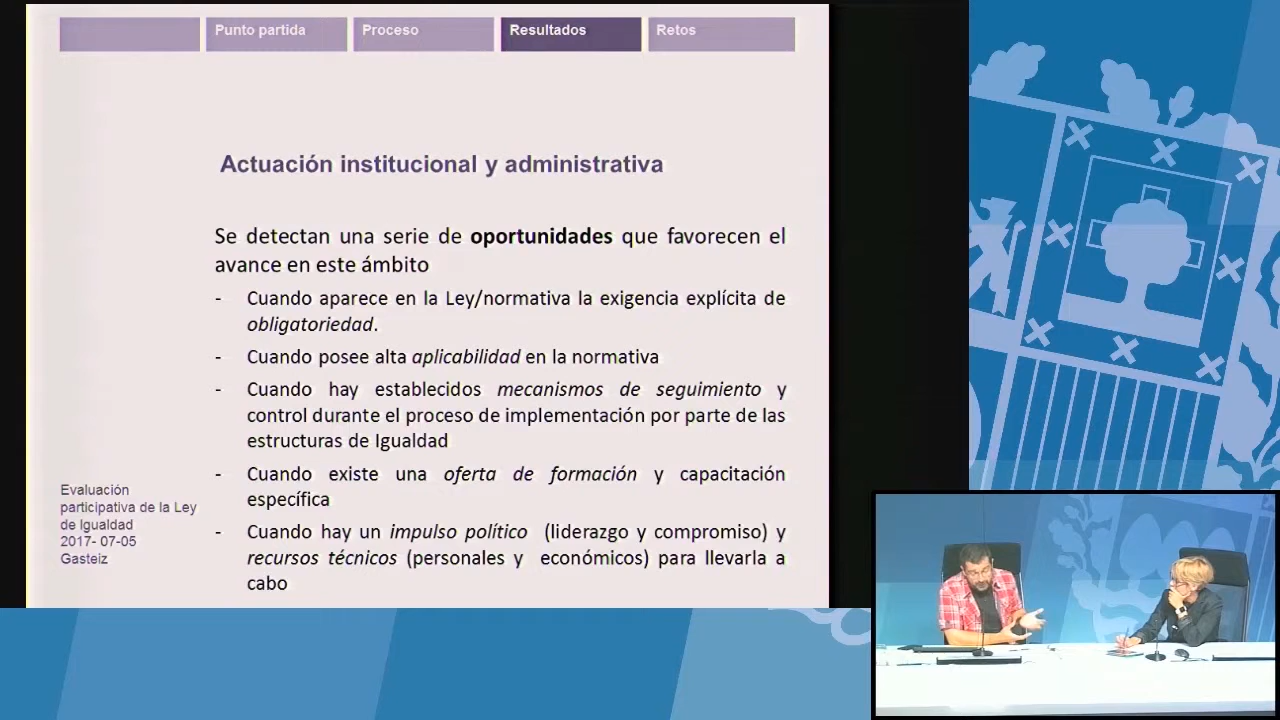 Punto partida
Proceso
Resultados
Retos
Actuación institucional y administrativa
Se detectan una serie de oportunidades que favorecen el
avance en este ámbito
- Cuando aparece en la Ley/normativa la exigencia explícita de
obligatoriedad.
- Cuando posee alta aplicabilidad en la normativa
- Cuando hay establecidos mecanismos de seguimiento y
control durante el proceso de implementación por parte de las
estructuras de Igualdad
- Cuando existe una oferta de formación y capacitación
específica
- Cuando hay un impulso político (liderazgo y compromiso) y
recursos técnicos (personales y económicos) para llevarla a
cabo
Evaluación
participativa de la Ley
de Igualdad
2017- 07-05
Gasteiz